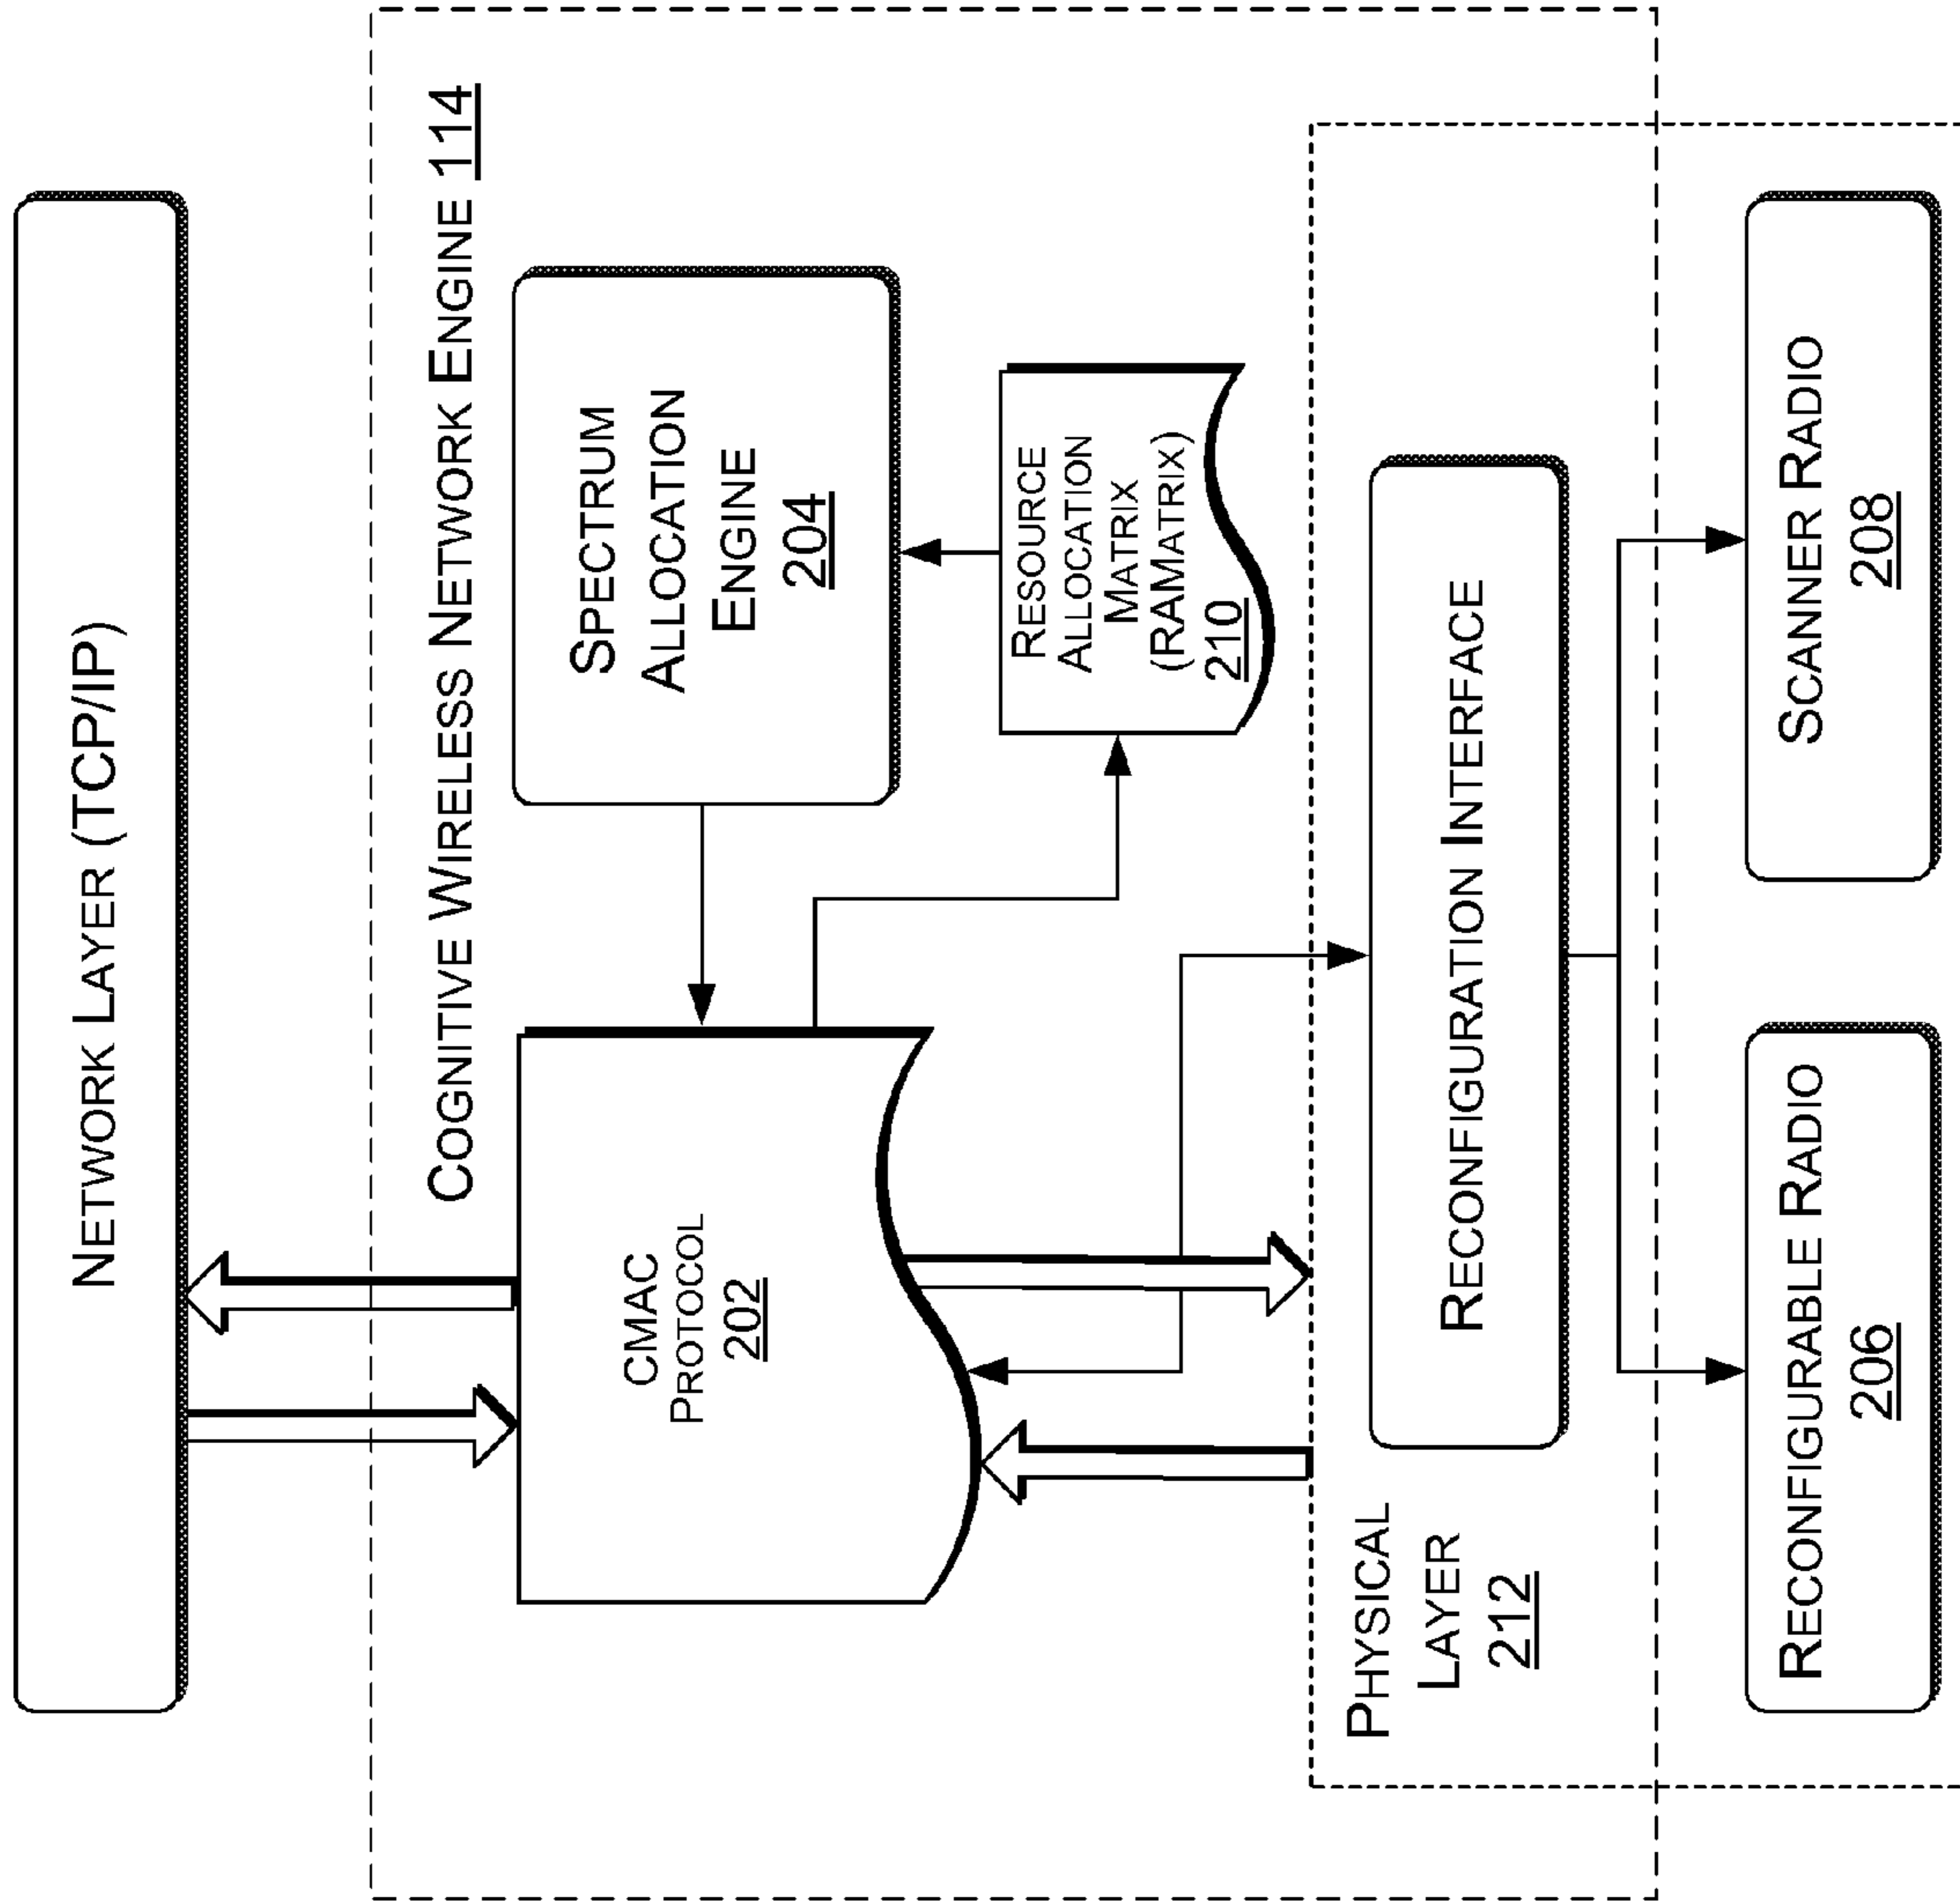 NETWORK LAYER (TCP/IP)
COGNITIVE WIRELESS NETWORK ENGINE 114
CMAC
PROTOCOL
202
SPECTRUM
ALLOCATION
ENGINE
204
RESOURCE
ALLOCATION
MATRIX
(RAMATRIX)
210
PHYSICAL
LAYER
212
RECONFIGURATION INTERFACE
RECONFIGURABLE RADIO
206
SCANNER RADIO
208